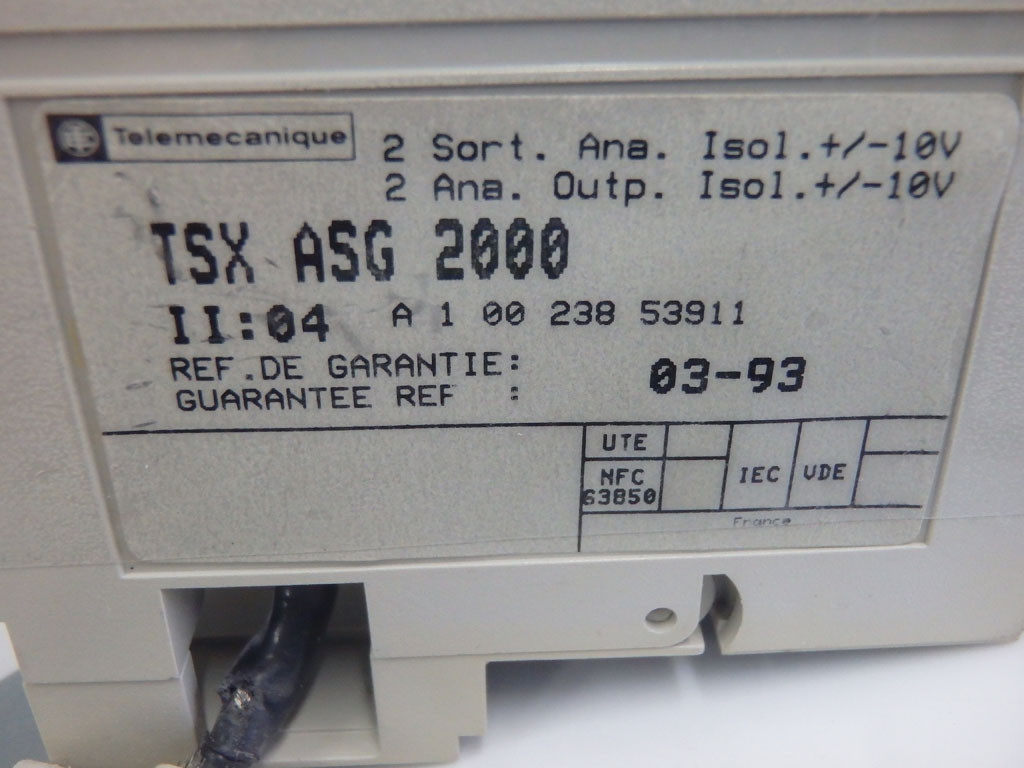 Telemecanique
2 Sort. Ana. Isol.+/-10V
2 Ana. Outp. Isol.+/-10V
TSX ASG 2000
II:04 A 1 00 238 53911
REF.DE GARANTIE:
GUARANTEE REF :
03-93
UTE
NFC
63850
IEC
VDE
France